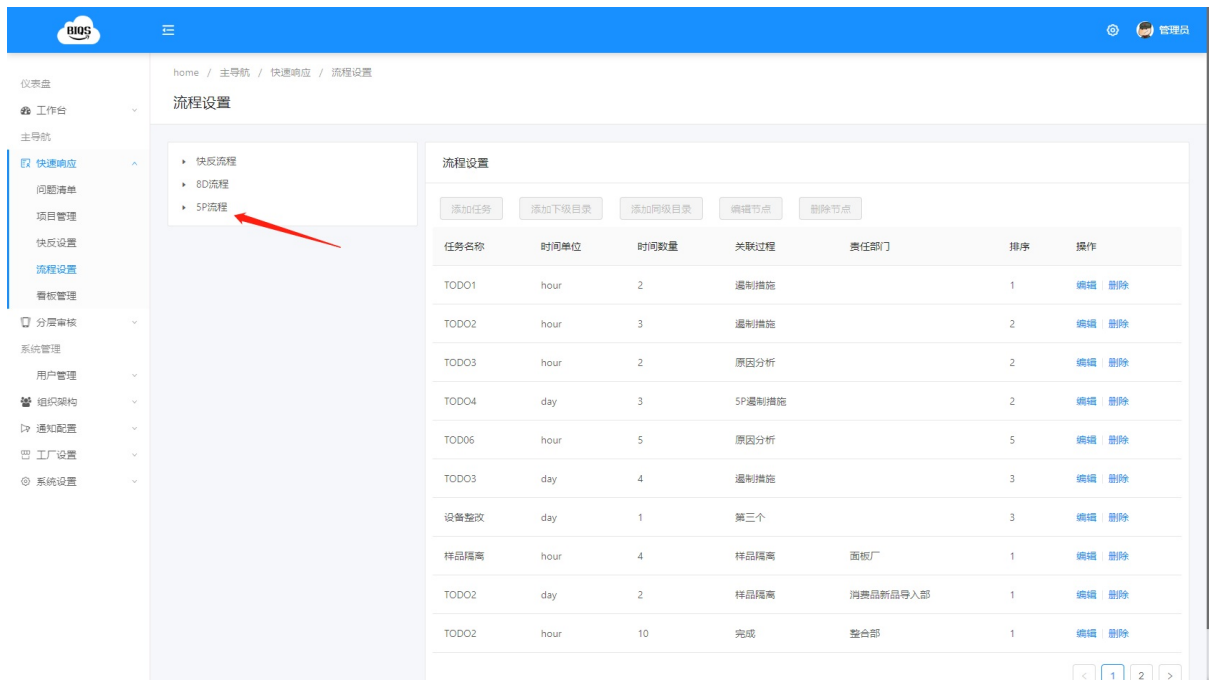 BIQS
管理员
home / 主导航 / 快速响应 / 流程设置
流程设置
仪表盘
工作台
主导航
快速响应
问题清单
项目管理
快反设置
流程设置
看板管理
分层审核
系统管理
用户管理
组织架构
通知配置
工厂设置
系统设置
快反流程
8D流程
5P流程
流程设置
添加任务 添加下级目录 添加同级目录 编辑节点 删除节点
任务名称 时间单位 时间数量 关联过程 责任部门 排序 操作
TODO1 hour 2 遏制措施 1 编辑 删除
TODO2 hour 3 遏制措施 2 编辑 删除
TODO3 hour 2 原因分析 2 编辑 删除
TODO4 day 3 5P遏制措施 2 编辑 删除
TOD06 hour 5 原因分析 5 编辑 删除
TODO3 day 4 遏制措施 3 编辑 删除
设备整改 day 1 第三个 3 编辑 删除
样品隔离 hour 4 样品隔离 面板厂 1 编辑 删除
TODO2 day 2 样品隔离 消费品新品导入部 1 编辑 删除
TODO2 hour 10 完成 整合部 1 编辑 删除
< 1 2 >